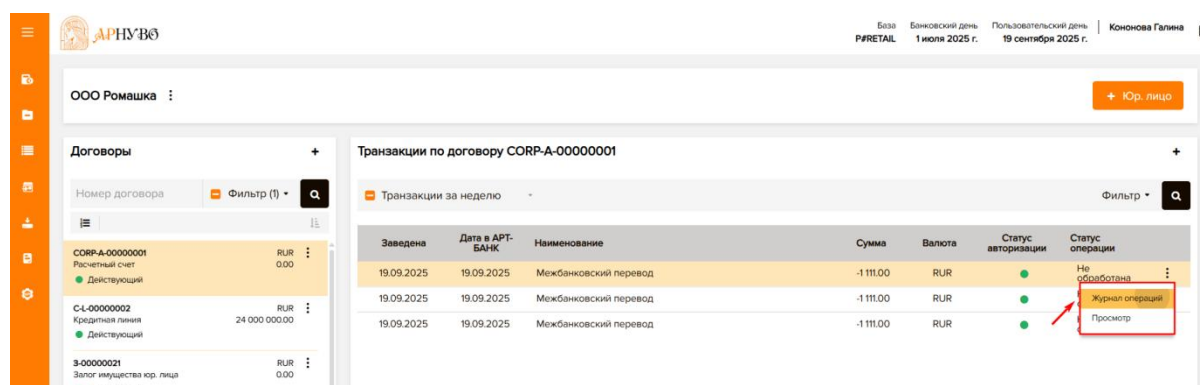 АРНУВО
База Банковский день Пользовательский день Кононова Галина
P#RETAIL 1 июля 2025 г. 19 сентября 2025 г.
ООО Ромашка
+ Юр. лицо
Договоры +
Номер договора Фильтр (1)
CORP-A-00000001 RUR
Расчетный счет 0.00
Действующий
C-L-00000002 RUR
Кредитная линия 24 000 000.00
Действующий
З-00000021 RUR
Залог имущества юр. лица 0.00
Транзакции по договору CORP-A-00000001 +
Транзакции за неделю Фильтр
Заведена Дата в АРТ-БАНК Наименование Сумма Валюта Статус авторизации Статус операции
19.09.2025 19.09.2025 Межбанковский перевод -1 111.00 RUR Не обработана
19.09.2025 19.09.2025 Межбанковский перевод -1 111.00 RUR
19.09.2025 19.09.2025 Межбанковский перевод -1 111.00 RUR
Журнал операций
Просмотр